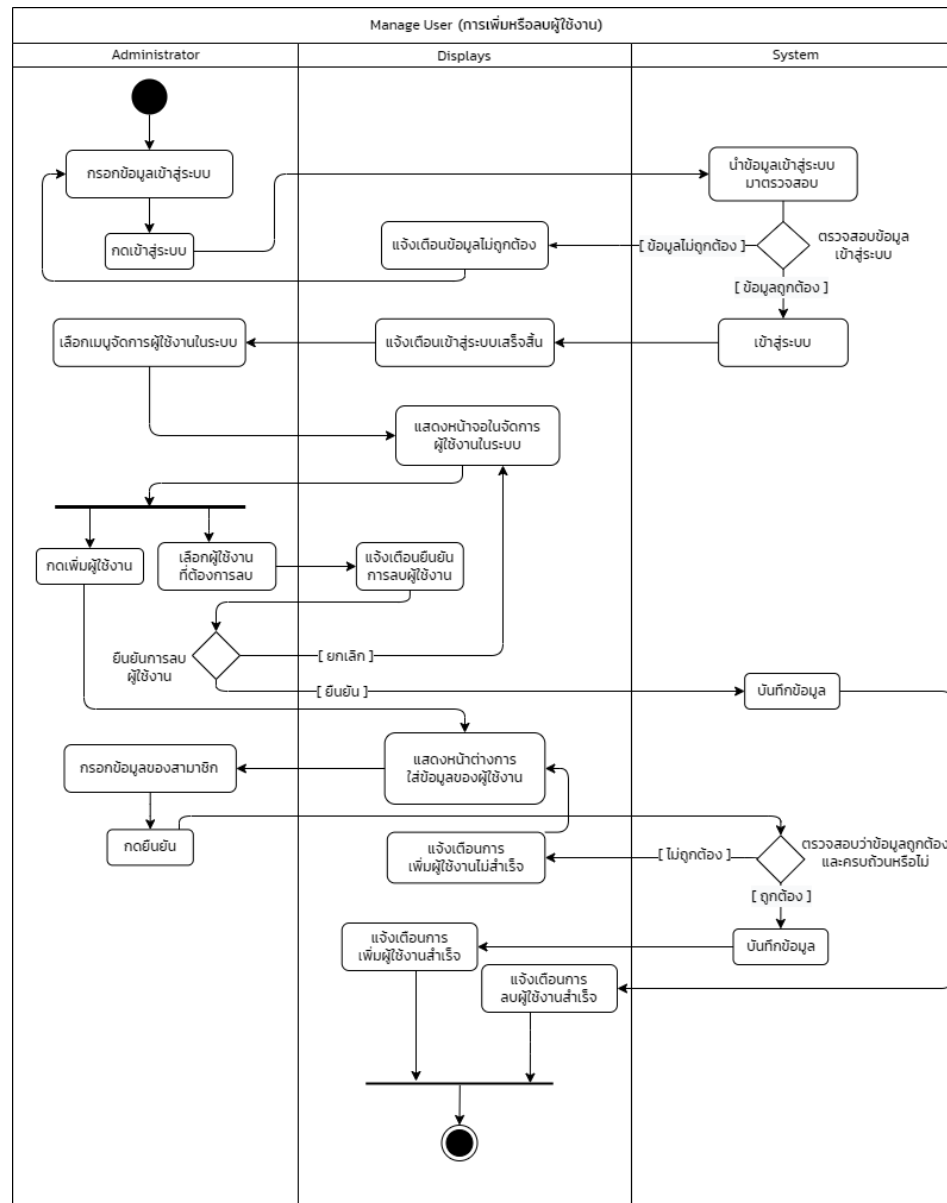 Manage User (การเพิ่มหรือลบผู้ใช้งาน)
Administrator
Displays
System
กรอกข้อมูลเข้าสู่ระบบ
นำข้อมูลเข้าสู่ระบบ
มาตรวจสอบ
กดเข้าสู่ระบบ
แจ้งเตือนข้อมูลไม่ถูกต้อง
[ ข้อมูลไม่ถูกต้อง ]
ตรวจสอบข้อมูล
เข้าสู่ระบบ
[ ข้อมูลถูกต้อง ]
เลือกเมนูจัดการผู้ใช้งานในระบบ
แจ้งเตือนเข้าสู่ระบบเสร็จสิ้น
เข้าสู่ระบบ
แสดงหน้าจอในจัดการ
ผู้ใช้งานในระบบ
กดเพิ่มผู้ใช้งาน
เลือกผู้ใช้งาน
ที่ต้องการลบ
แจ้งเตือนยืนยัน
การลบผู้ใช้งาน
ยืนยันการลบ
ผู้ใช้งาน
[ ยกเลิก ]
[ ยืนยัน ]
บันทึกข้อมูล
กรอกข้อมูลของสามาชิก
แสดงหน้าต่างการ
ใส่ข้อมูลของผู้ใช้งาน
กดยืนยัน
แจ้งเตือนการ
เพิ่มผู้ใช้งานไม่สำเร็จ
[ ไม่ถูกต้อง ]
ตรวจสอบว่าข้อมูลถูกต้อง
และครบถ้วนหรือไม่
[ ถูกต้อง ]
แจ้งเตือนการ
เพิ่มผู้ใช้งานสำเร็จ
บันทึกข้อมูล
แจ้งเตือนการ
ลบผู้ใช้งานสำเร็จ